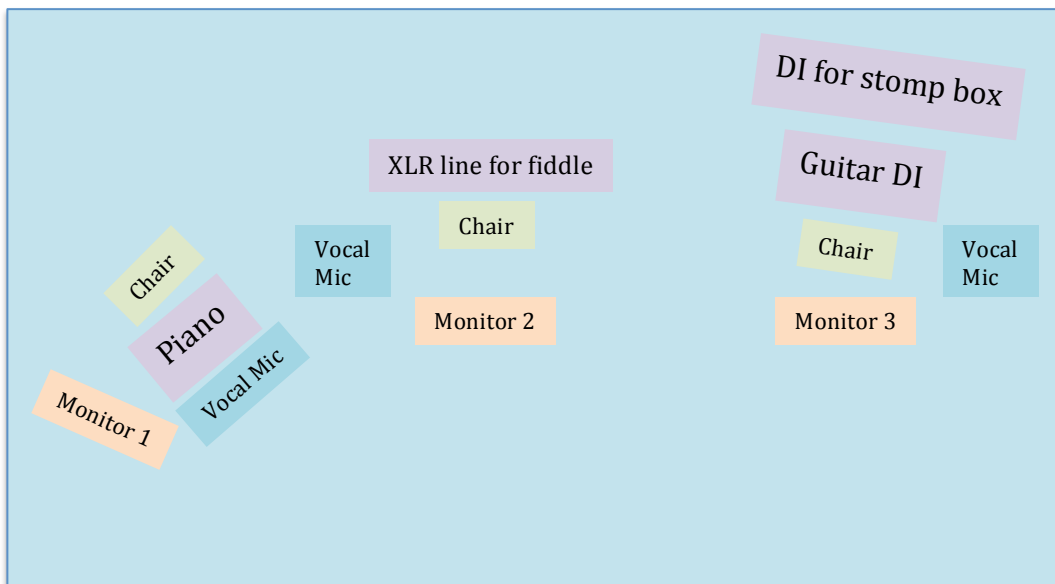 DI for stomp box
XLR line for fiddle
Guitar DI
Chair
Vocal
Mic
Chair
Vocal
Mic
Chair
Piano
Monitor 2
Monitor 3
Vocal Mic
Monitor 1